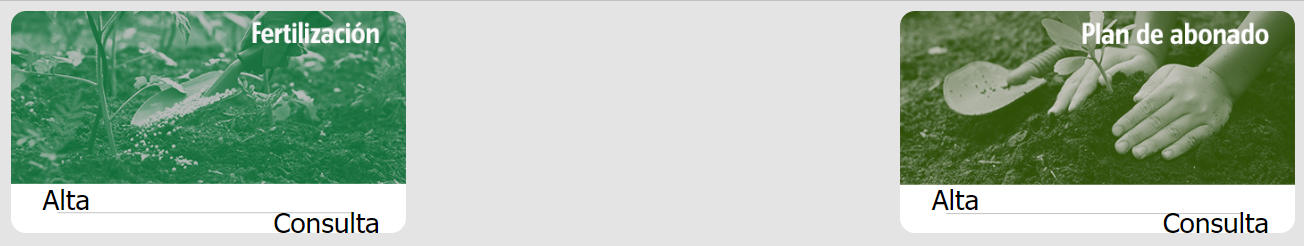 Fertilización
Alta
Consulta
Plan de abonado
Alta
Consulta